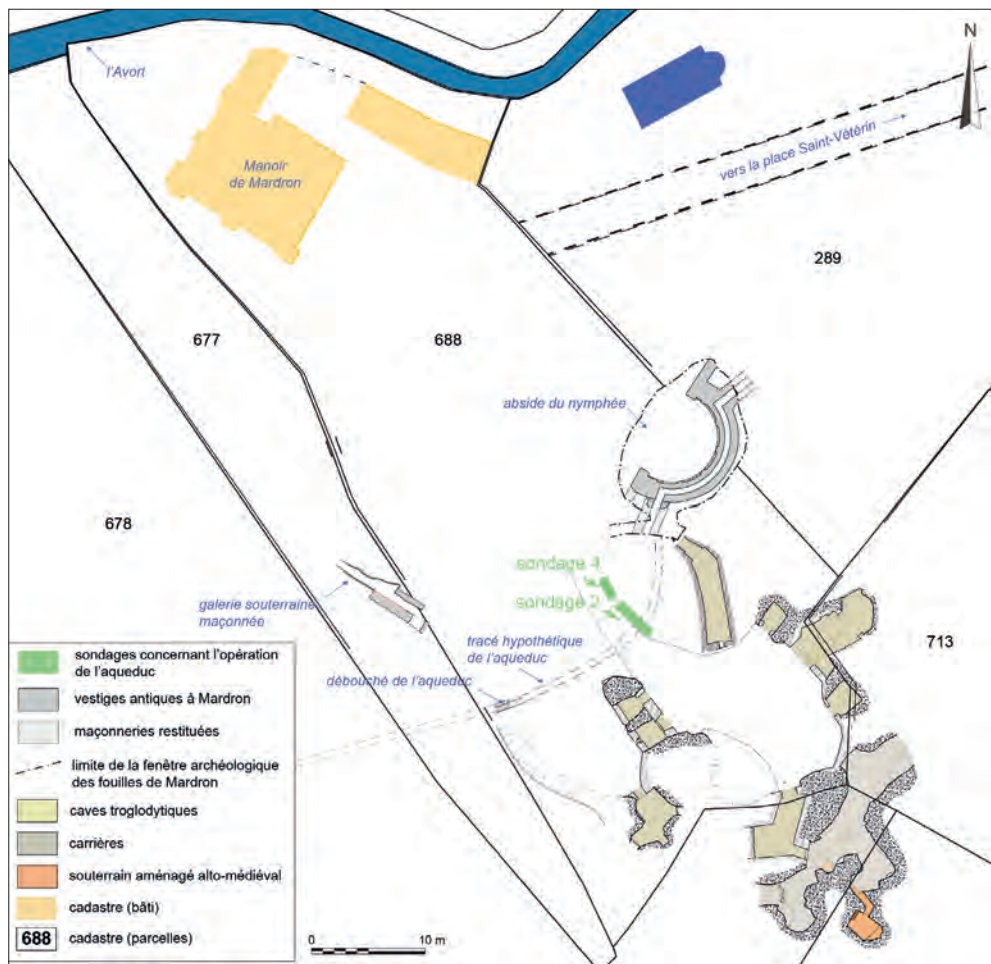 N
l'Avort
Manoir
de Mardron
vers la place Saint-Vétérin
289
677
688
abside du nymphée
678
sondage 4
sondage 2
galerie souterraine
maçonnée
tracé hypothétique
de l'aqueduc
713
débouché de l'aqueduc
sondages concernant l'opération
de l'aqueduc
vestiges antiques à Mardron
maçonneries restituées
limite de la fenêtre archéologique
des fouilles de Mardron
caves troglodytiques
carrières
souterrain aménagé alto-médiéval
cadastre (bâti)
688 cadastre (parcelles)
0 10 m